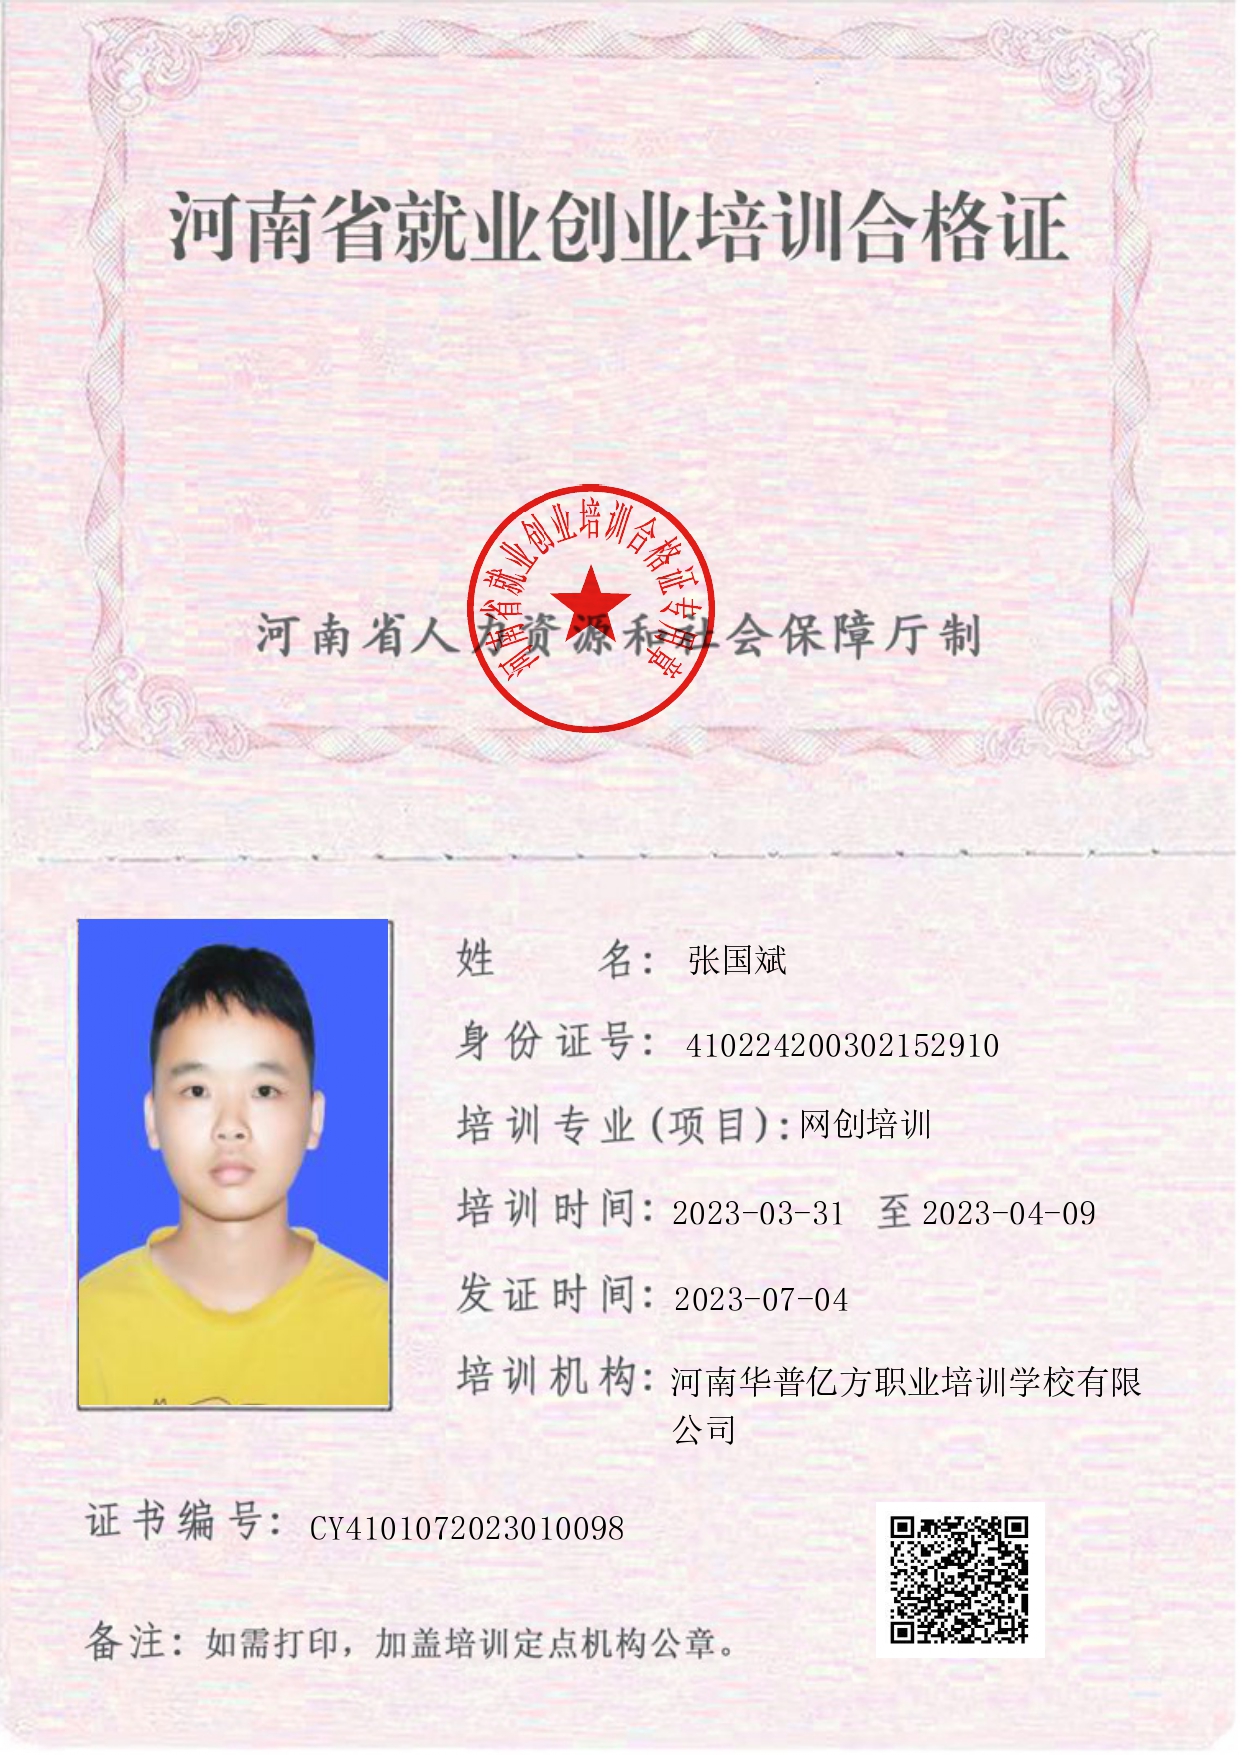 河南省就业创业培训合格证
河南省就业创业培训合格证专用章
河南省人力资源和社会保障厅制
姓 名： 张国斌
身份证号： 410224200302152910
培训专业(项目)：网创培训
培训时间：2023-03-31 至 2023-04-09
发证时间：2023-07-04
培训机构：河南华普亿方职业培训学校有限
公司
证书编号： CY4101072023010098
备注：如需打印，加盖培训定点机构公章。